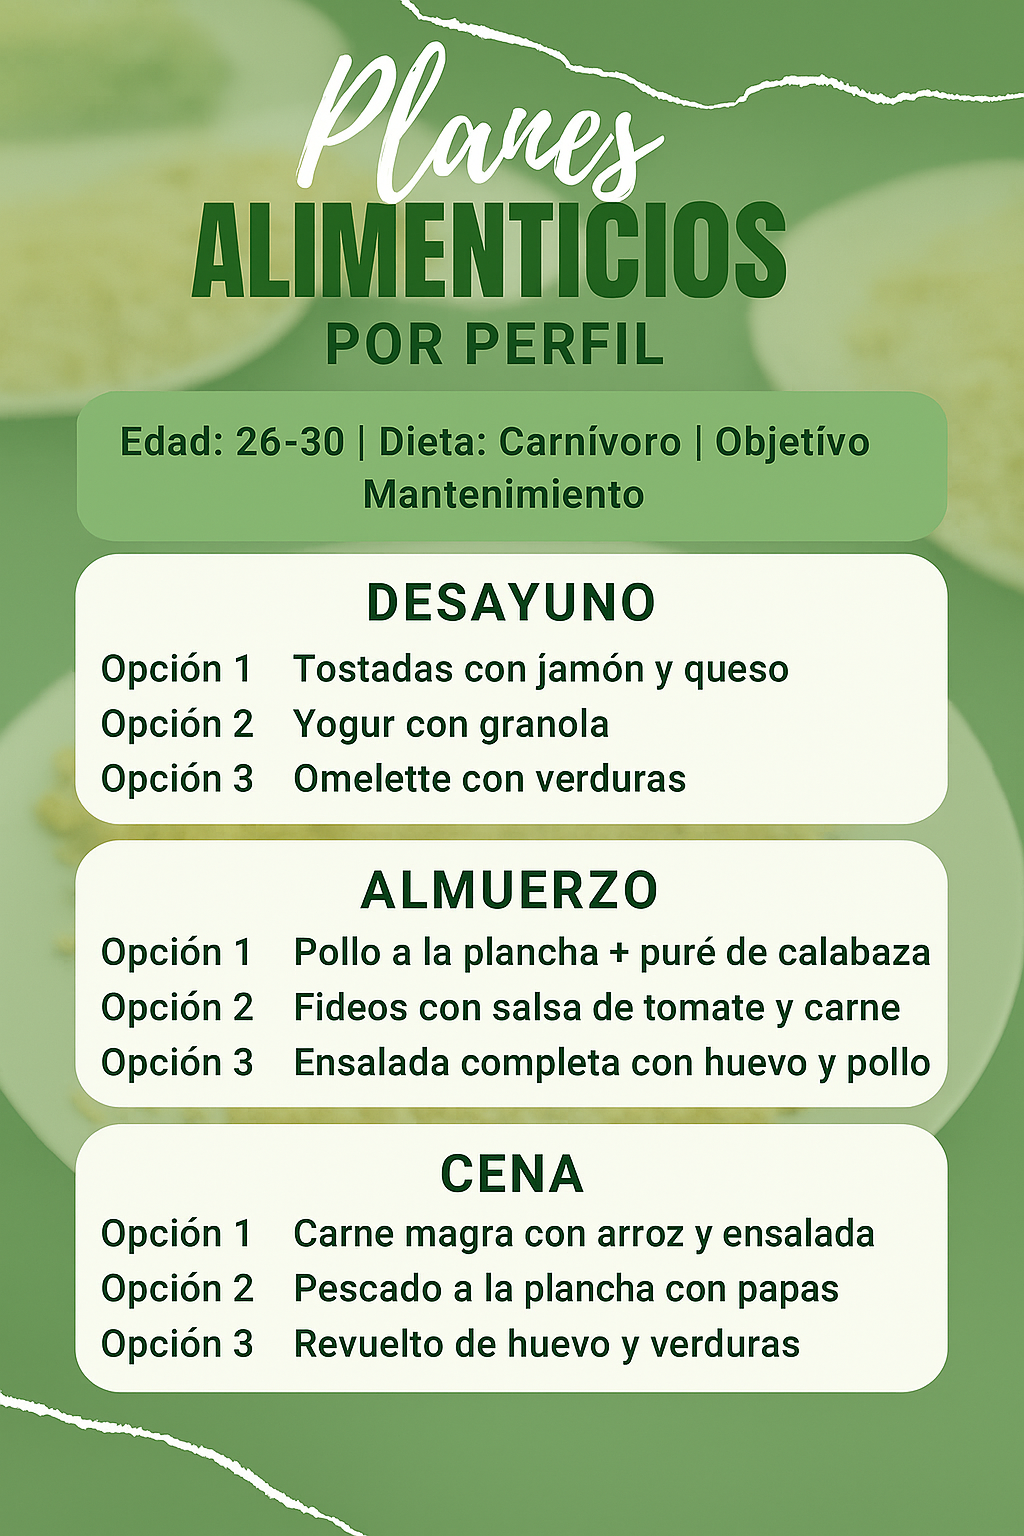 Planes
ALIMENTICIOS
POR PERFIL
Edad: 26-30 | Dieta: Carnívoro | Objetívo
Mantenimiento
DESAYUNO
Opción 1 Tostadas con jamón y queso
Opción 2 Yogur con granola
Opción 3 Omelette con verduras
ALMUERZO
Opción 1 Pollo a la plancha + puré de calabaza
Opción 2 Fideos con salsa de tomate y carne
Opción 3 Ensalada completa con huevo y pollo
CENA
Opción 1 Carne magra con arroz y ensalada
Opción 2 Pescado a la plancha con papas
Opción 3 Revuelto de huevo y verduras